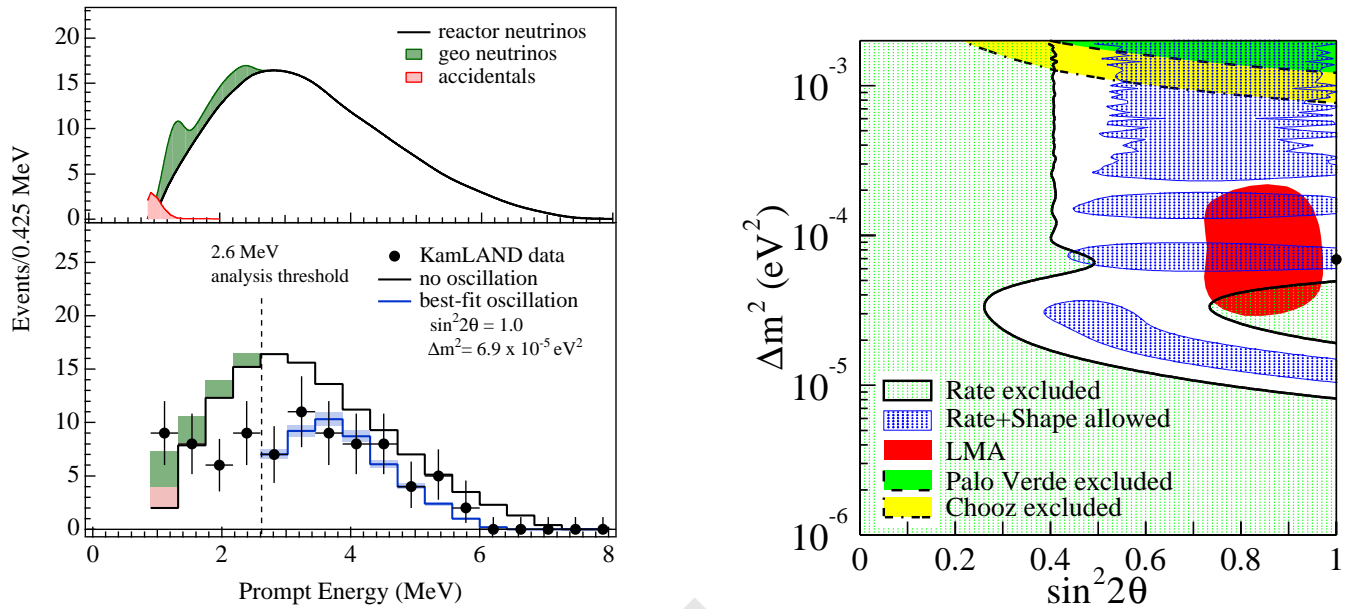 reactor neutrinos
geo neutrinos
accidentals
20
15
10
5
0
Events/0.425 MeV
2.6 MeV
analysis threshold
KamLAND data
no oscillation
best-fit oscillation
sin²2θ = 1.0
Δm²= 6.9 x 10⁻⁵ eV²
25
20
15
10
5
0
0 2 4 6 8
Prompt Energy (MeV)
Δm² (eV²)
10⁻³
10⁻⁴
10⁻⁵
10⁻⁶
Rate excluded
Rate+Shape allowed
LMA
Palo Verde excluded
Chooz excluded
0 0.2 0.4 0.6 0.8 1
sin²2θ